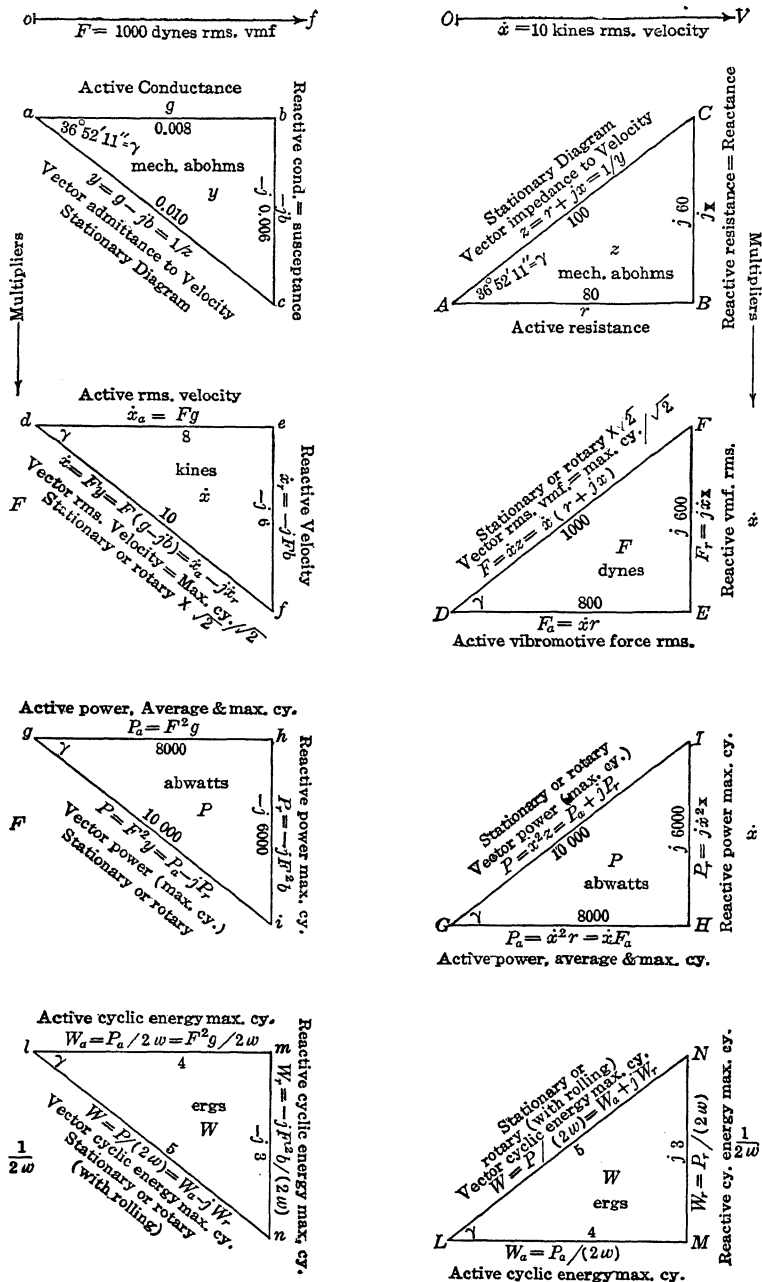 o f
F = 1000 dynes rms. vmf
O V
ẋ = 10 kines rms. velocity
Multipliers
Active Conductance
g
a b
0.008
36°52′11″=γ
mech. abohms
y
0.010
y = g − jb = 1/z
Vector admittance to Velocity
Stationary Diagram
−jb
−j 0.006
Reactive cond. = susceptance
c
Stationary Diagram
Vector impedance to Velocity
z = r + jx = 1/y
100
C
j 60
jx
Reactive resistance = Reactance
z
mech. abohms
36°52′11″=γ
A B
80
r
Active resistance
Multipliers
Active rms. velocity
ẋₐ = Fg
d e
γ
8
kines
ẋ
10
ẋ = Fy = F(g−jb) = ẋₐ − jẋᵣ
Vector rms. Velocity = Max. cy./√2
Stationary or rotary X √2
−j 6
ẋᵣ = −jFb
Reactive Velocity
f
F
Stationary or rotary X √2
Vector rms. vmf. = max. cy./√2
F = ẋz = ẋ (r + jx)
1000
F
j 600
Fᵣ = jẋx
Reactive vmf. rms.
ẋ
F
dynes
γ
D E
800
Fₐ = ẋr
Active vibromotive force rms.
Active power, Average & max. cy.
Pₐ = F²g
g h
γ
8000
abwatts
P
10 000
P = F²y = Pₐ − jPᵣ
Vector power (max. cy.)
Stationary or rotary
−j 6000
Pᵣ = −jF²b
Reactive power max. cy.
i
F
Stationary or rotary
Vector power (max. cy.)
P = ẋ²z = Pₐ + jPᵣ
10 000
I
j 6000
Pᵣ = jẋ²x
Reactive power max. cy.
ẋ
P
abwatts
γ
G H
8000
Pₐ = ẋ²r = ẋFₐ
Active power, average & max. cy.
Active cyclic energy max. cy.
Wₐ = Pₐ/2w = F²g/2w
l m
γ
4
ergs
W
5
W = P/(2w) = Wₐ − jWᵣ
Vector cyclic energy max. cy.
Stationary or rotary
(with rolling)
−j 3
Wᵣ = −jF²b/(2w)
Reactive cyclic energy max. cy.
n
1
2w
Stationary or
rotary (with rolling)
Vector cyclic energy max. cy.
W = P/(2w) = Wₐ + jWᵣ
5
N
j 3
Wᵣ = Pᵣ/(2w)
Reactive cy. energy max. cy.
1
2w
W
ergs
γ
L M
4
Wₐ = Pₐ/(2w)
Active cyclic energy max. cy.